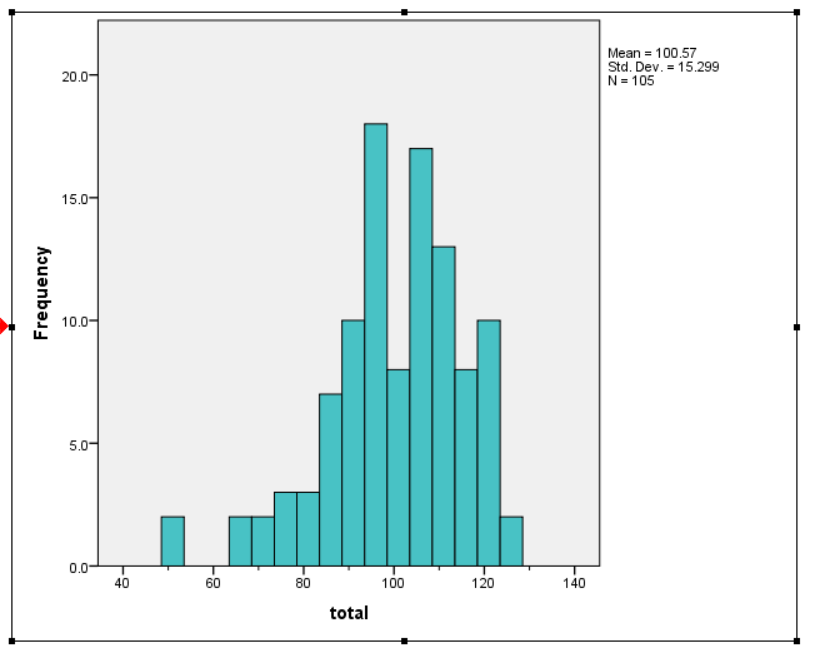 Mean = 100.57
Std. Dev. = 15.299
N = 105
20.0
15.0
10.0
5.0
0.0
Frequency
40 60 80 100 120 140
total